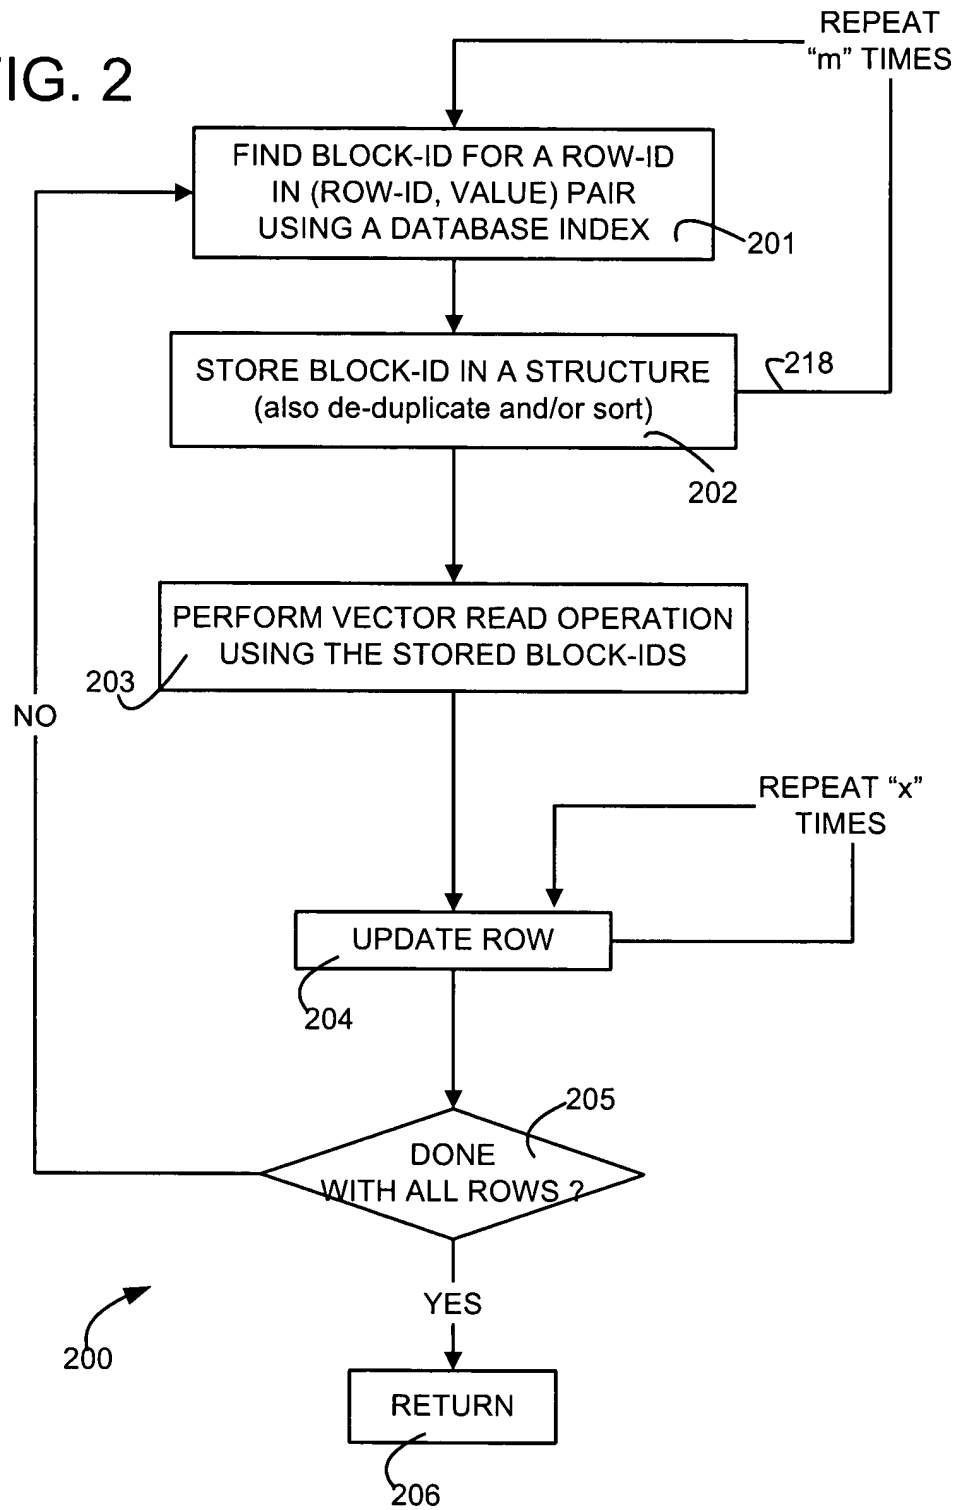 REPEAT
“m” TIMES
FIG. 2
FIND BLOCK-ID FOR A ROW-ID
IN (ROW-ID, VALUE) PAIR
USING A DATABASE INDEX
201
STORE BLOCK-ID IN A STRUCTURE
(also de-duplicate and/or sort)
218
202
PERFORM VECTOR READ OPERATION
USING THE STORED BLOCK-IDS
203
NO
REPEAT “x”
TIMES
UPDATE ROW
204
205
DONE
WITH ALL ROWS ?
YES
200
RETURN
206